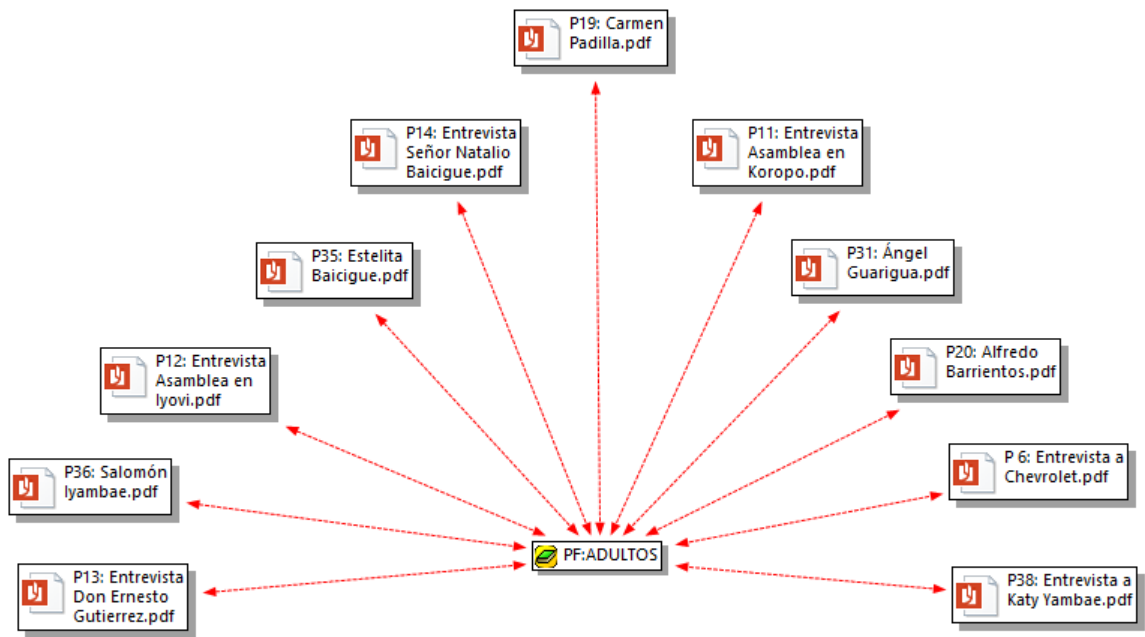 P19: Carmen
Padilla.pdf
P14: Entrevista
Señor Natalio
Baicigue.pdf
P11: Entrevista
Asamblea en
Koropo.pdf
P35: Estelita
Baicigue.pdf
P31: Ángel
Guarigua.pdf
P12: Entrevista
Asamblea en
Iyovi.pdf
P20: Alfredo
Barrientos.pdf
P36: Salomón
Iyambae.pdf
P 6: Entrevista a
Chevrolet.pdf
PF:ADULTOS
P13: Entrevista
Don Ernesto
Gutierrez.pdf
P38: Entrevista a
Katy Yambae.pdf